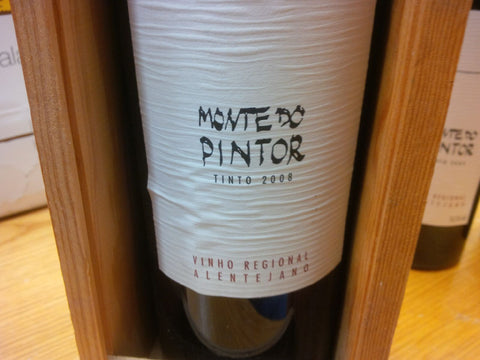 MONTE DO
PINTOR
TINTO 2008
VINHO REGIONAL
ALENTEJANO